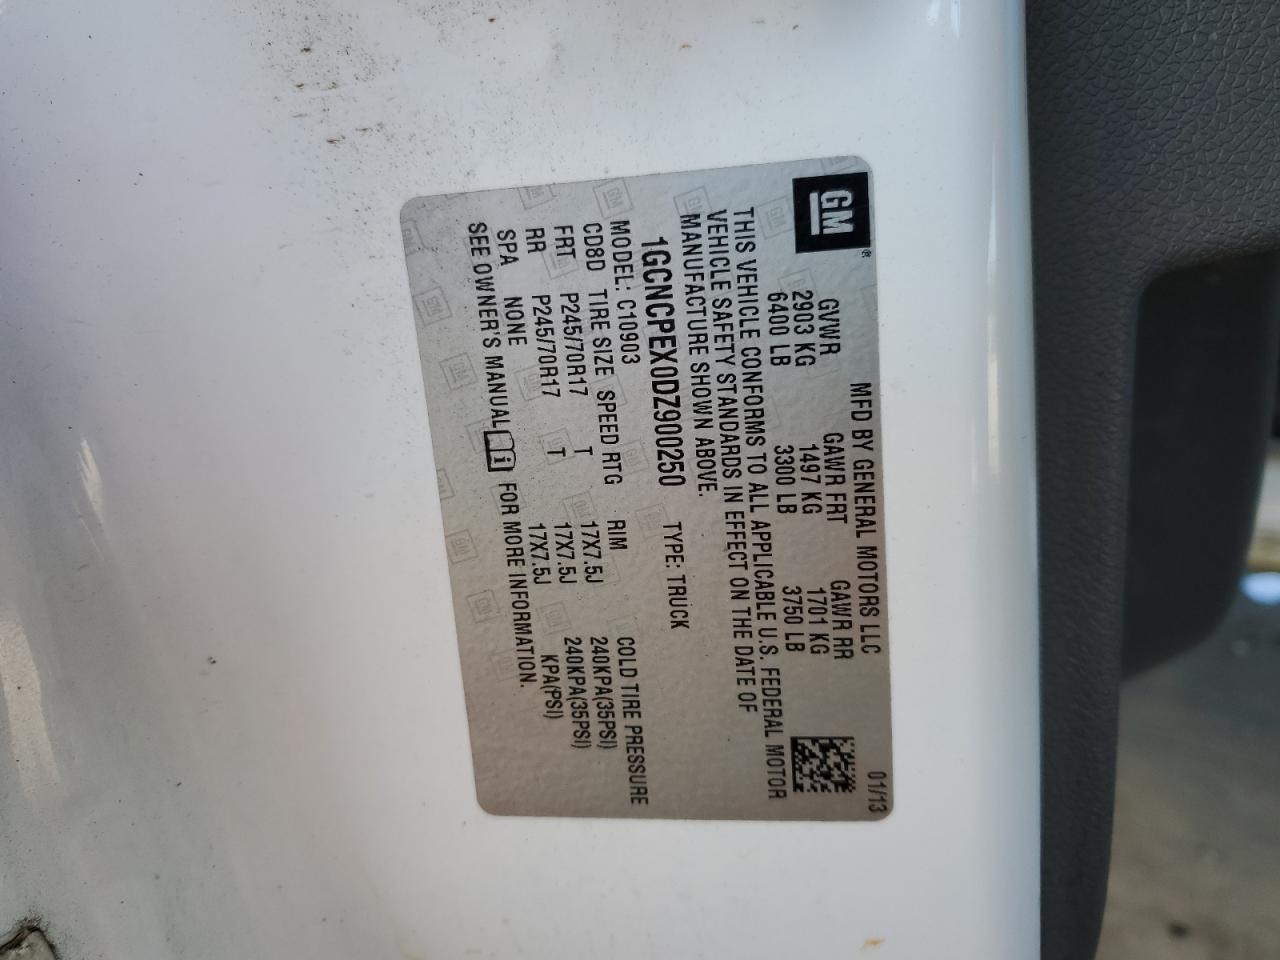 GM
MFD BY GENERAL MOTORS LLC 01/13
GVWR GAWR FRT GAWR RR
2903 KG 1497 KG 1701 KG
6400 LB 3300 LB 3750 LB
THIS VEHICLE CONFORMS TO ALL APPLICABLE U.S. FEDERAL MOTOR
VEHICLE SAFETY STANDARDS IN EFFECT ON THE DATE OF
MANUFACTURE SHOWN ABOVE.
1GCNCPEX0DZ900250 TYPE: TRUCK
MODEL: C10903
CD8D TIRE SIZE SPEED RTG RIM COLD TIRE PRESSURE
FRT P245/70R17 T 17X7.5J 240KPA(35PSI)
RR P245/70R17 T 17X7.5J 240KPA(35PSI)
SPA NONE 17X7.5J KPA(PSI)
SEE OWNER'S MANUAL FOR MORE INFORMATION.